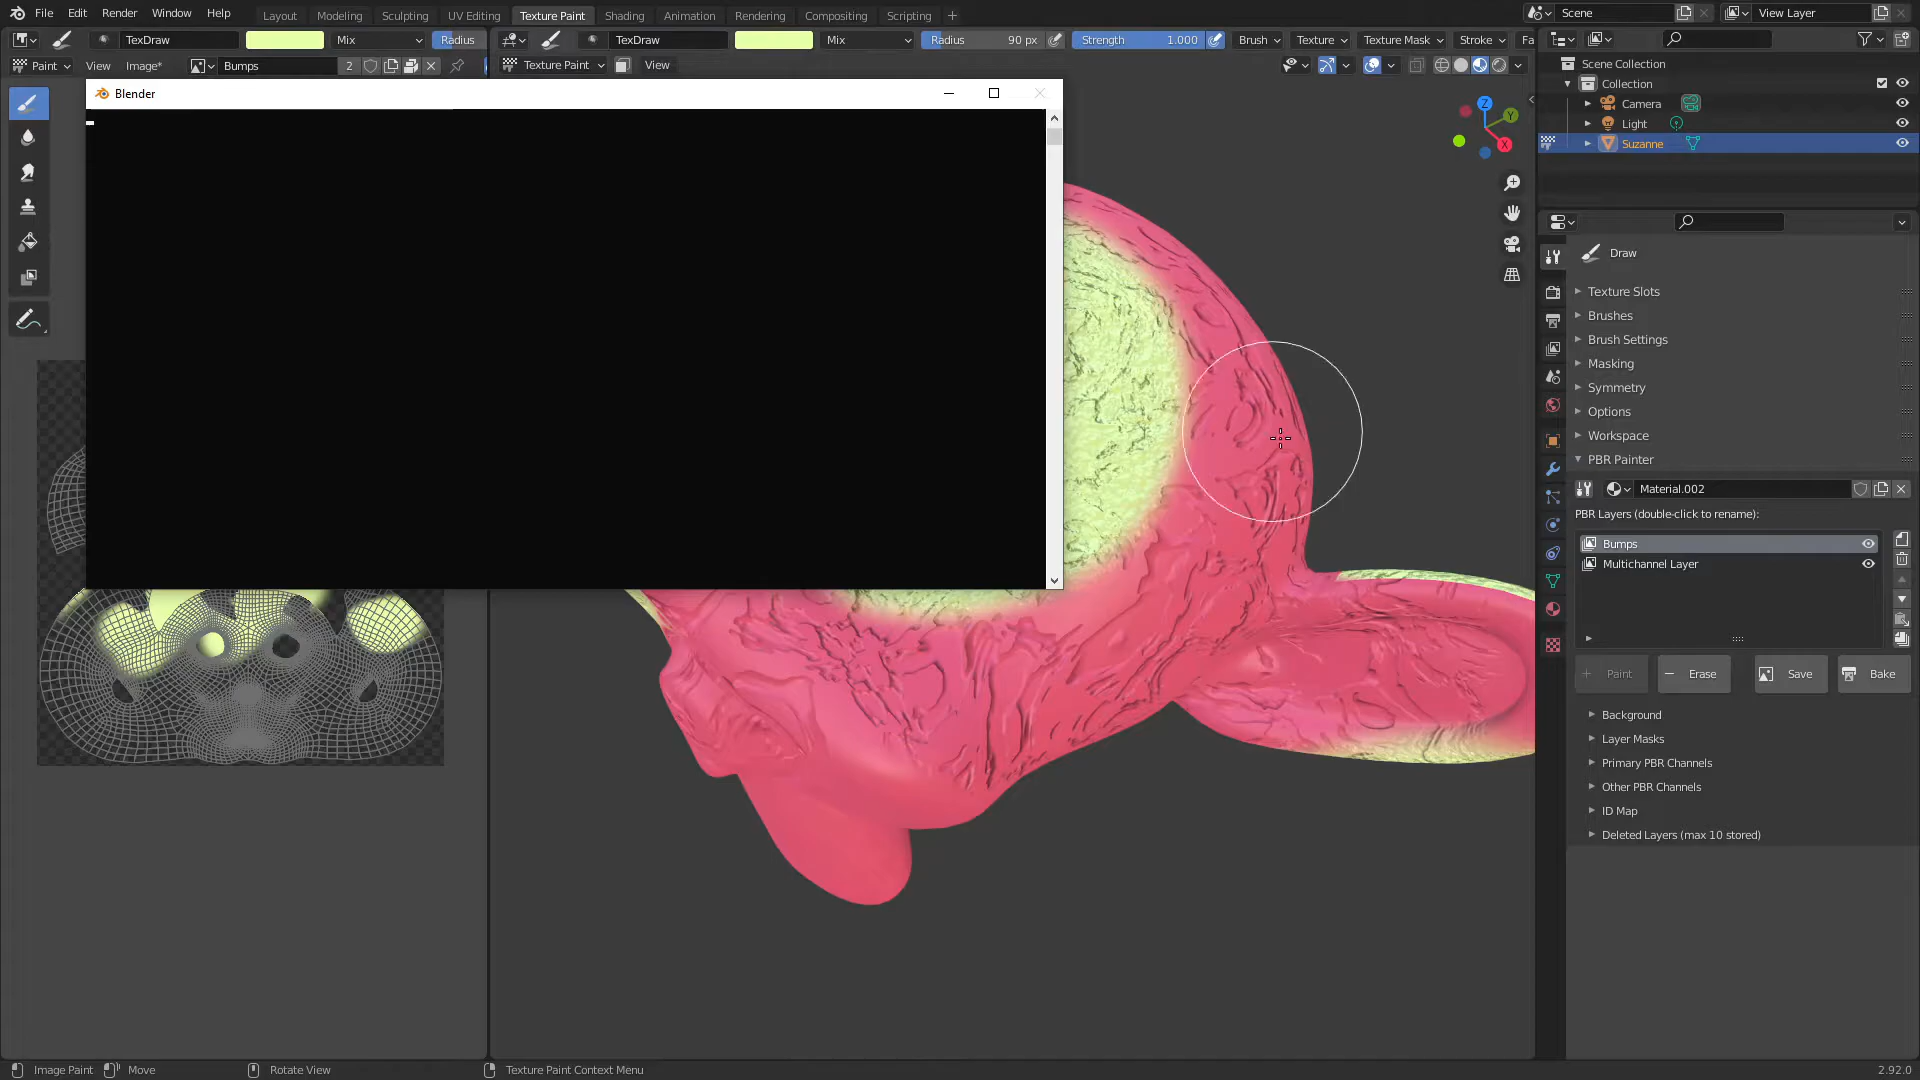 File Edit Render Window Help Layout Modeling Sculpting UV Editing Texture Paint Shading Animation Rendering Compositing Scripting + Scene View Layer
TexDraw Mix Radius TexDraw Mix Radius 90 px Strength 1.000 Brush Texture Texture Mask Stroke Fa
Paint View Image* Bumps 2 Texture Paint View
Blender
Scene Collection
Collection
Camera
Light
Suzanne
Z
Y
X
Draw
Texture Slots
Brushes
Brush Settings
Masking
Symmetry
Options
Workspace
PBR Painter
Material.002
PBR Layers (double-click to rename):
Bumps
Multichannel Layer
Paint Erase Save Bake
Background
Layer Masks
Primary PBR Channels
Other PBR Channels
ID Map
Deleted Layers (max 10 stored)
Image Paint Move Rotate View Texture Paint Context Menu 2.92.0